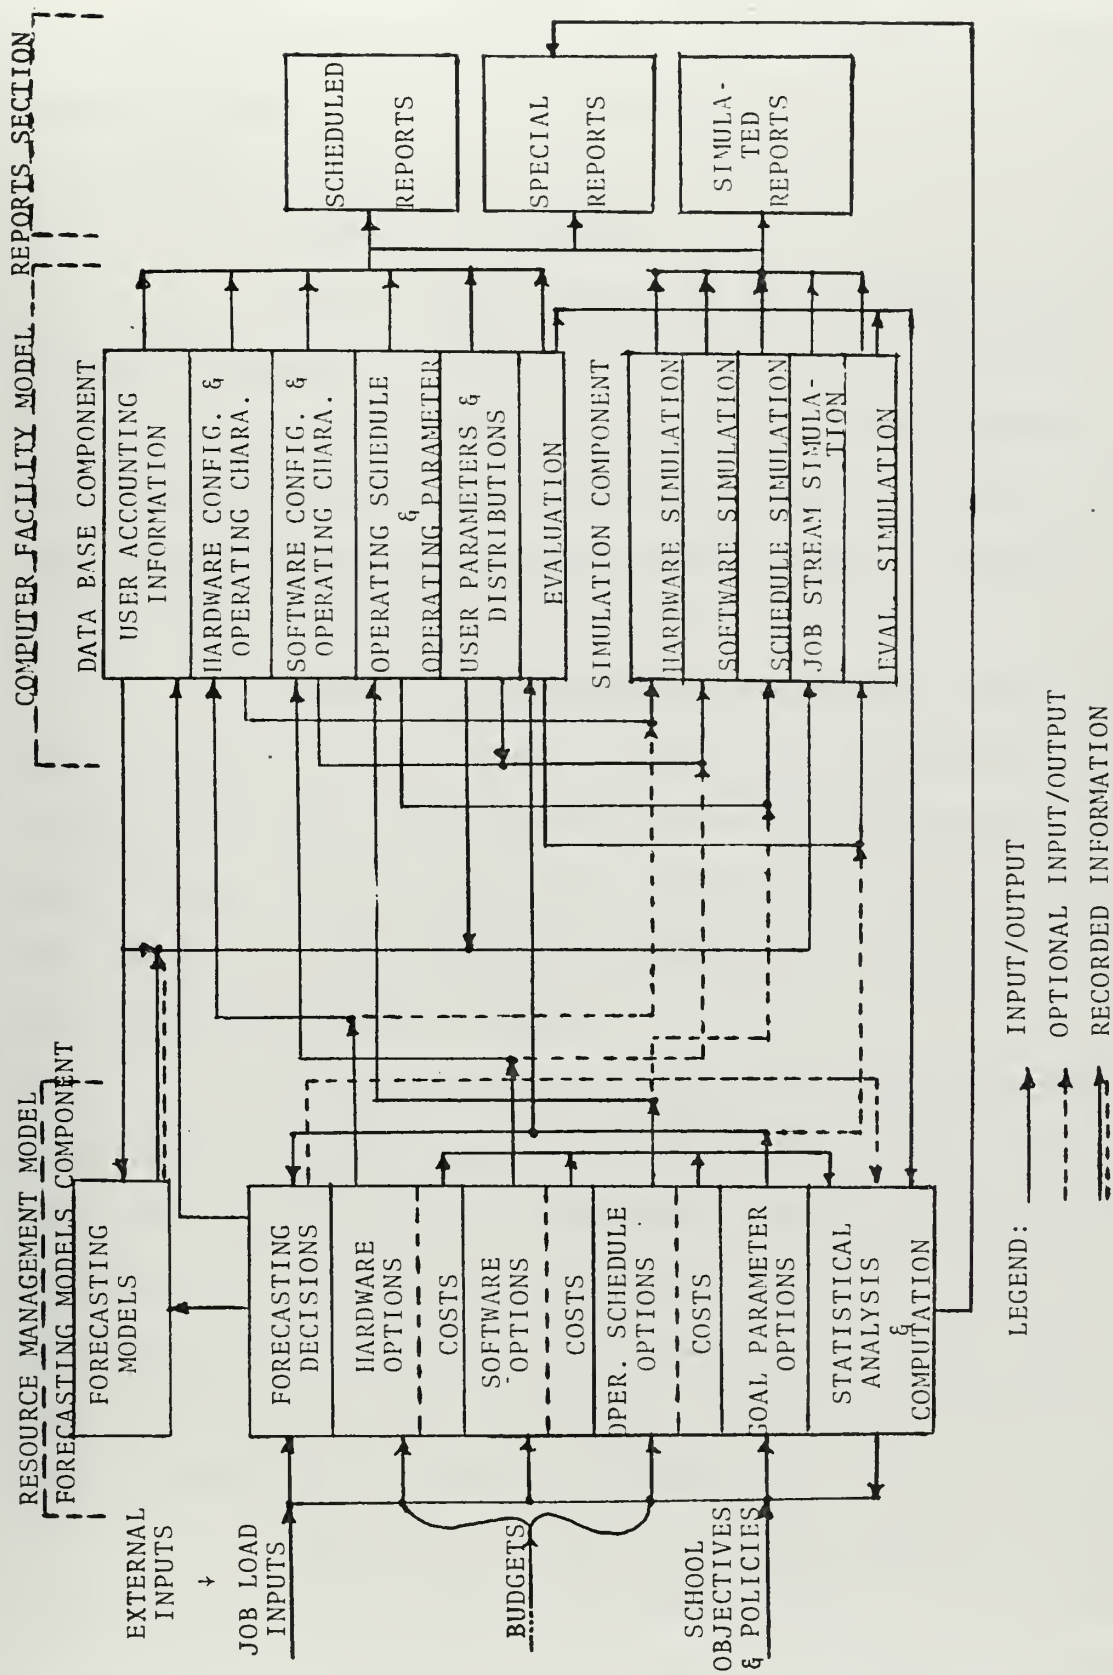 RESOURCE MANAGEMENT MODEL
COMPUTER FACILITY MODEL
REPORTS SECTION
EXTERNAL
INPUTS
FORECASTING MODELS COMPONENT
DATA BASE COMPONENT
FORECASTING
MODELS
USER ACCOUNTING
INFORMATION
HARDWARE CONFIG. &
OPERATING CHARA.
SOFTWARE CONFIG. &
OPERATING CHARA.
OPERATING SCHEDULE
&
OPERATING PARAMETER
USER PARAMETERS &
DISTRIBUTIONS
EVALUATION
SCHEDULED
REPORTS
SPECIAL
REPORTS
SIMULA-
TED
REPORTS
JOB LOAD
INPUTS
BUDGETS
SCHOOL
OBJECTIVES
& POLICIES
FORECASTING
DECISIONS
HARDWARE
OPTIONS
COSTS
SOFTWARE
OPTIONS
COSTS
OPER. SCHEDULE
OPTIONS
COSTS
GOAL PARAMETER
OPTIONS
STATISTICAL
ANALYSIS
&
COMPUTATION
SIMULATION COMPONENT
HARDWARE SIMULATION
SOFTWARE SIMULATION
SCHEDULE SIMULATION
JOB STREAM SIMULA-
TION
EVAL. SIMULATION
LEGEND:
INPUT/OUTPUT
OPTIONAL INPUT/OUTPUT
RECORDED INFORMATION